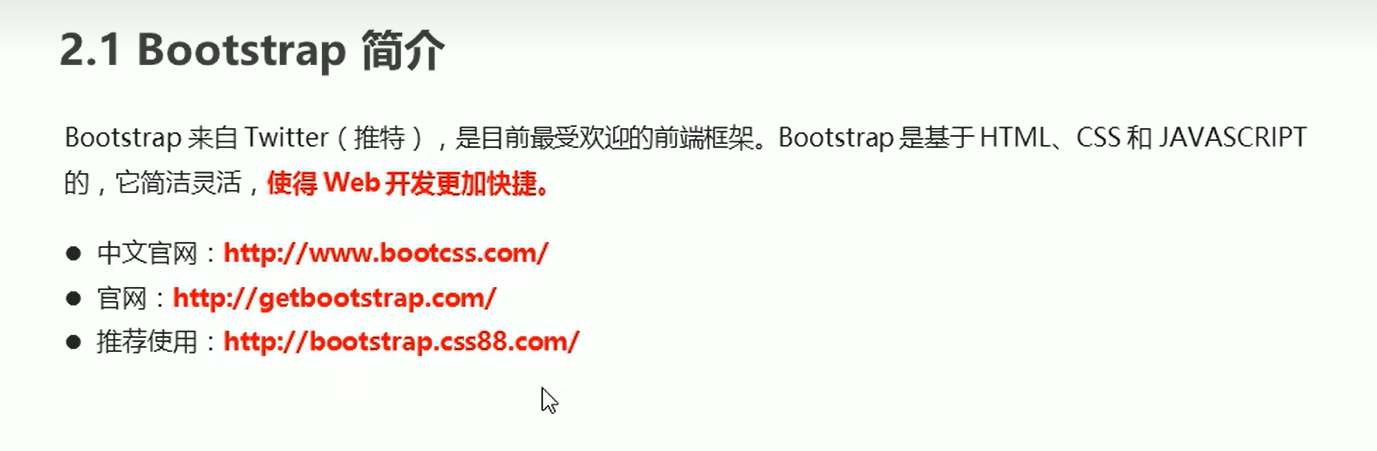 2.1 Bootstrap 简介
Bootstrap 来自 Twitter（推特），是目前最受欢迎的前端框架。Bootstrap 是基于 HTML、CSS 和 JAVASCRIPT
的，它简洁灵活，使得 Web 开发更加快捷。
● 中文官网：http://www.bootcss.com/
● 官网：http://getbootstrap.com/
● 推荐使用：http://bootstrap.css88.com/